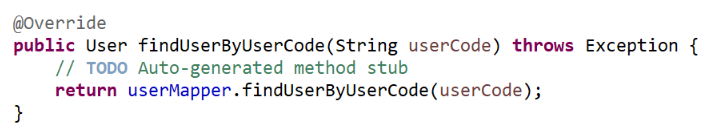 @Override
public User findUserByUserCode(String userCode) throws Exception {
    // TODO Auto-generated method stub
    return userMapper.findUserByUserCode(userCode);
}